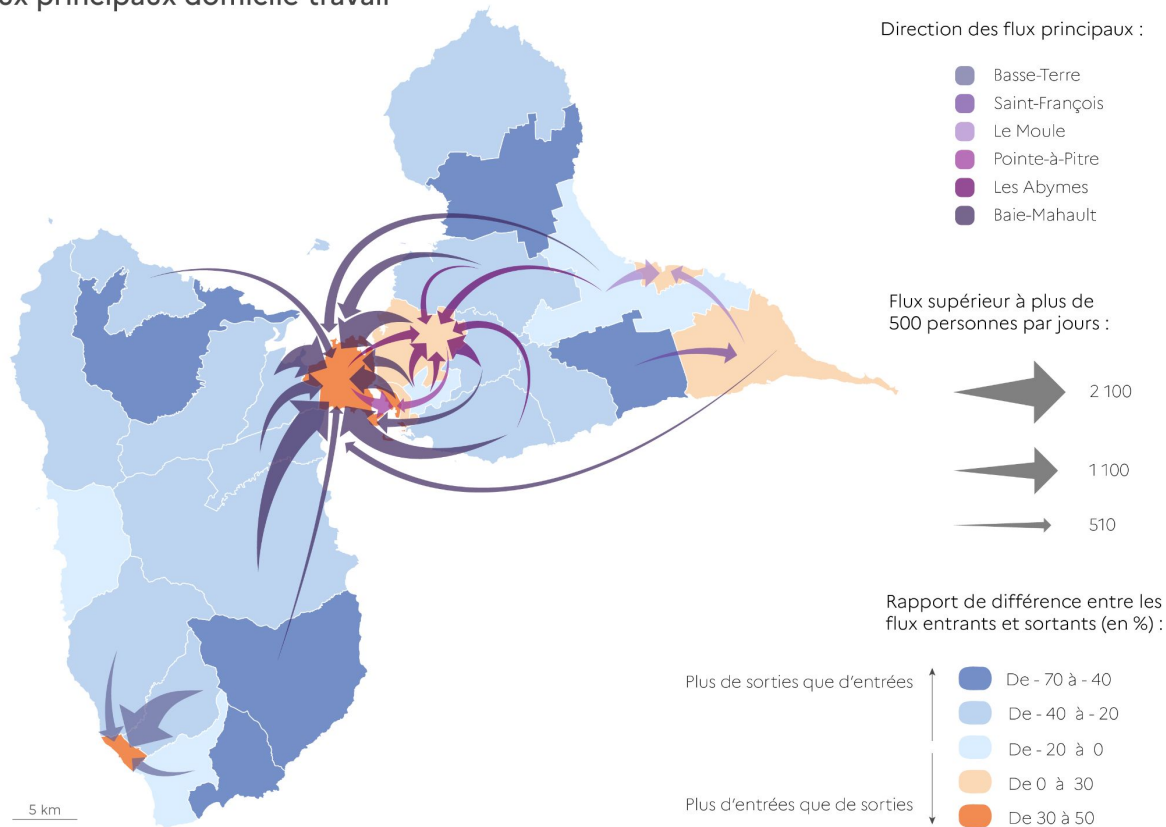 principaux domicile-travail
Direction des flux principaux :
Basse-Terre
Saint-François
Le Moule
Pointe-à-Pitre
Les Abymes
Baie-Mahault
Flux supérieur à plus de
500 personnes par jours :
2 100
1 100
510
Rapport de différence entre les
flux entrants et sortants (en %) :
Plus de sorties que d'entrées
De - 70 à - 40
De - 40 à - 20
De - 20 à 0
De 0 à 30
Plus d'entrées que de sorties
De 30 à 50
5 km